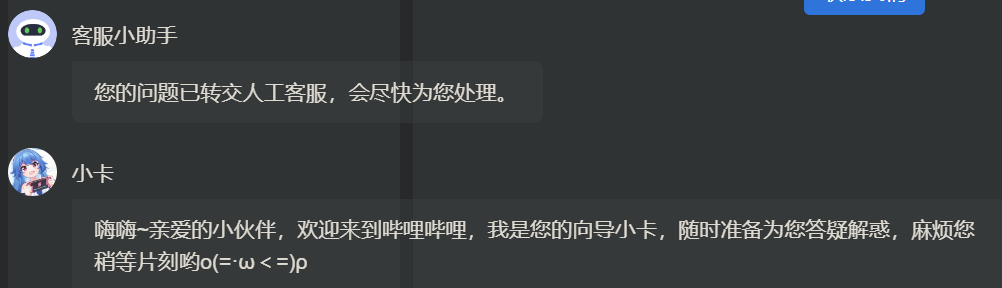 客服小助手
您的问题已转交人工客服，会尽快为您处理。
小卡
嗨嗨~亲爱的小伙伴，欢迎来到哔哩哔哩，我是您的向导小卡，随时准备为您答疑解惑，麻烦您
稍等片刻哟o(=·ω＜=)ρ